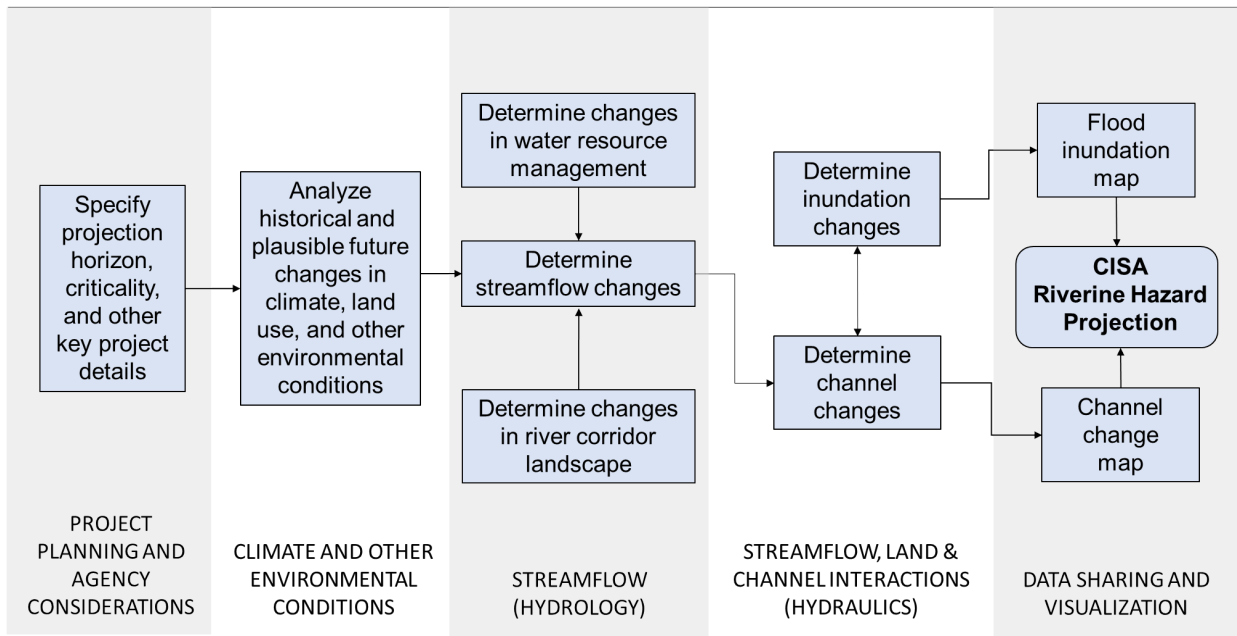 Specify
projection
horizon,
criticality,
and other
key project
details
Analyze
historical and
plausible future
changes in
climate, land
use, and other
environmental
conditions
Determine changes
in water resource
management
Determine
streamflow changes
Determine changes
in river corridor
landscape
Determine
inundation
changes
Determine
channel
changes
Flood
inundation
map
CISA
Riverine Hazard
Projection
Channel
change
map
PROJECT
PLANNING AND
AGENCY
CONSIDERATIONS
CLIMATE AND OTHER
ENVIRONMENTAL
CONDITIONS
STREAMFLOW
(HYDROLOGY)
STREAMFLOW, LAND &
CHANNEL INTERACTIONS
(HYDRAULICS)
DATA SHARING AND
VISUALIZATION